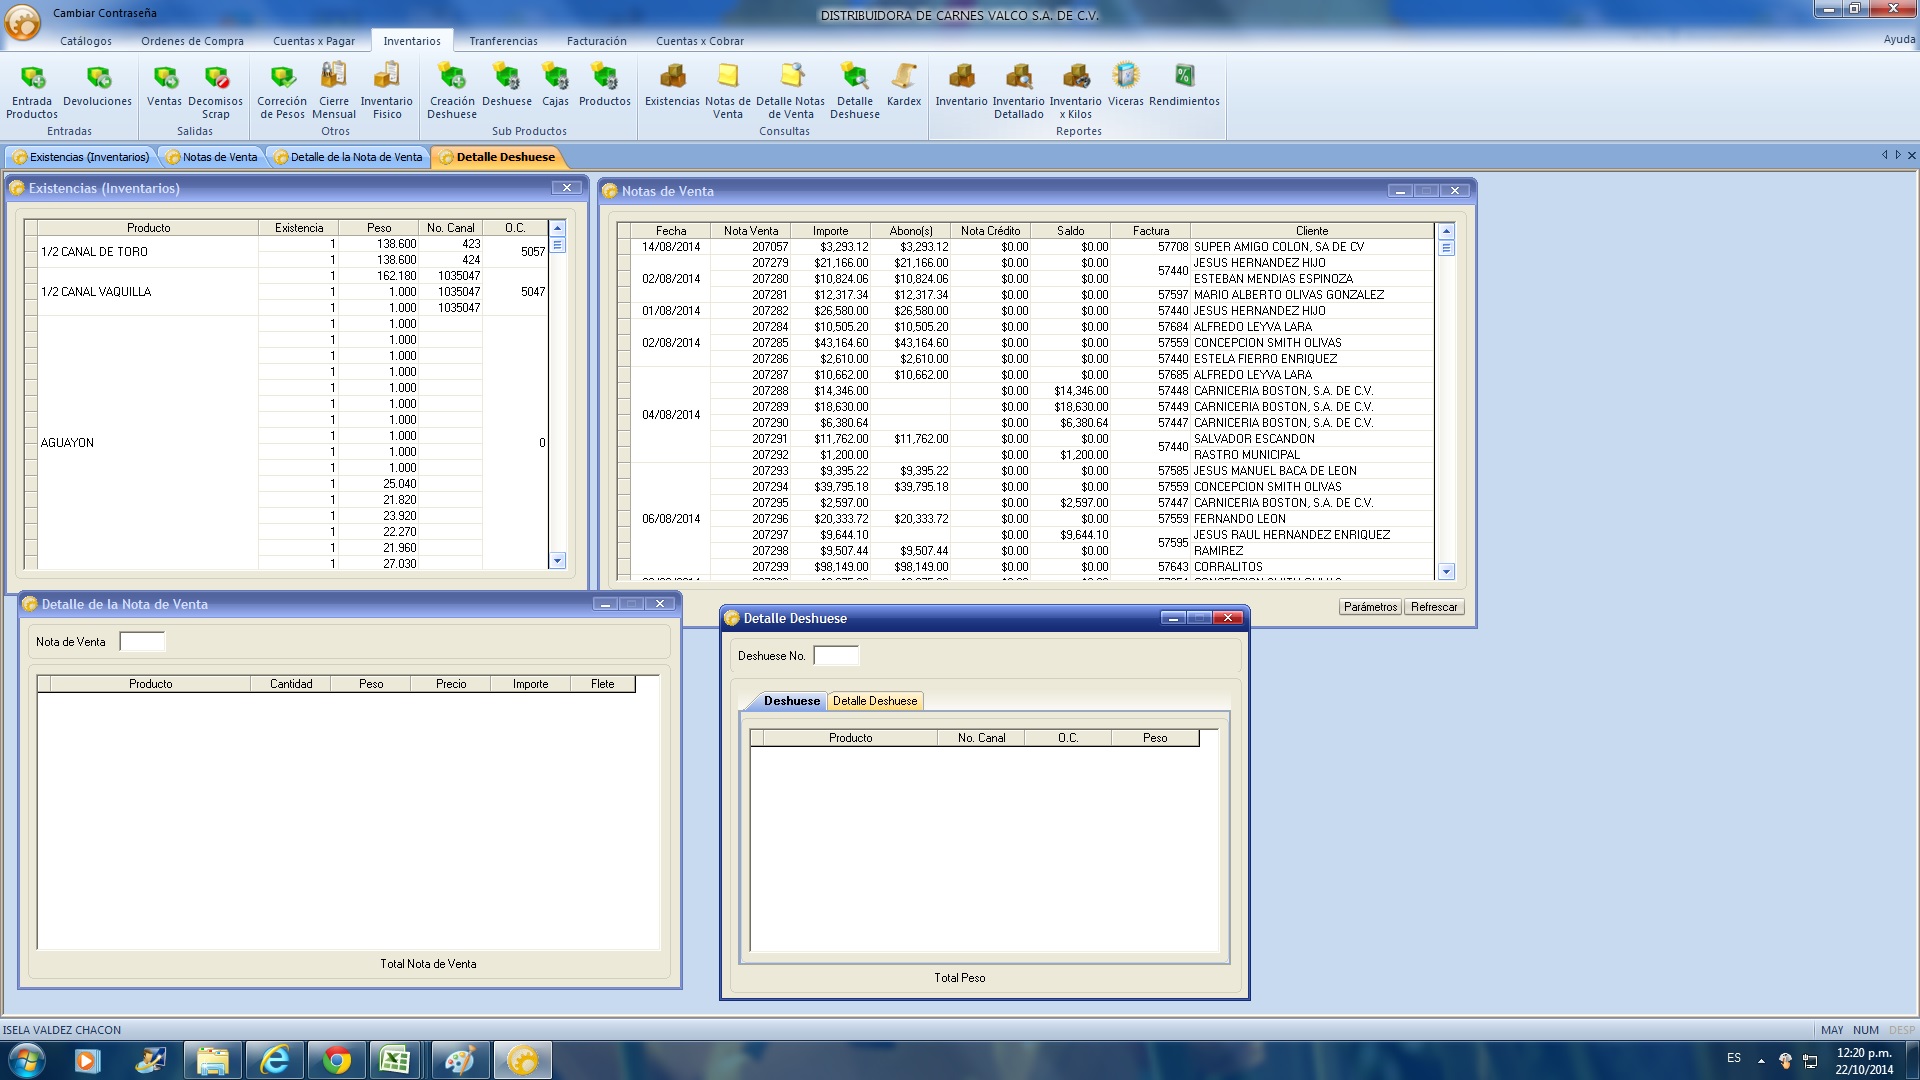 Cambiar Contraseña
DISTRIBUIDORA DE CARNES VALCO S.A. DE C.V.
Catálogos Ordenes de Compra Cuentas x Pagar Inventarios Tranferencias Facturación Cuentas x Cobrar Ayuda
Entrada Productos Devoluciones Ventas Decomisos Scrap Correción de Pesos Cierre Mensual Inventario Fisico Creación Deshuese Deshuese Cajas Productos Existencias Notas de Venta Detalle Notas de Venta Detalle Deshuese Kardex Inventario Inventario Detallado Inventario x Kilos Viceras Rendimientos
Entradas Salidas Otros Sub Productos Consultas Reportes
Existencias (Inventarios) Notas de Venta Detalle de la Nota de Venta Detalle Deshuese
Existencias (Inventarios)
Producto Existencia Peso No. Canal O.C.
1/2 CANAL DE TORO 1 138.600 423 5057
1 138.600 424
1/2 CANAL VAQUILLA 1 162.180 1035047 5047
1 1.000 1035047
1 1.000 1035047
AGUAYON 1 1.000 0
1 1.000
1 1.000
1 1.000
1 1.000
1 1.000
1 1.000
1 1.000
1 1.000
1 1.000
1 25.040
1 21.820
1 23.920
1 22.270
1 21.960
1 27.030
Notas de Venta
Fecha Nota Venta Importe Abono(s) Nota Crédito Saldo Factura Cliente
14/08/2014 207057 $3,293.12 $3,293.12 $0.00 $0.00 57708 SUPER AMIGO COLON, SA DE CV
02/08/2014 207279 $21,166.00 $21,166.00 $0.00 $0.00 57440 JESUS HERNANDEZ HIJO
207280 $10,824.06 $10,824.06 $0.00 $0.00 ESTEBAN MENDIAS ESPINOZA
207281 $12,317.34 $12,317.34 $0.00 $0.00 57597 MARIO ALBERTO OLIVAS GONZALEZ
01/08/2014 207282 $26,580.00 $26,580.00 $0.00 $0.00 57440 JESUS HERNANDEZ HIJO
02/08/2014 207284 $10,505.20 $10,505.20 $0.00 $0.00 57684 ALFREDO LEYVA LARA
207285 $43,164.60 $43,164.60 $0.00 $0.00 57559 CONCEPCION SMITH OLIVAS
207286 $2,610.00 $2,610.00 $0.00 $0.00 57440 ESTELA FIERRO ENRIQUEZ
04/08/2014 207287 $10,662.00 $10,662.00 $0.00 $0.00 57685 ALFREDO LEYVA LARA
207288 $14,346.00 $0.00 $14,346.00 57448 CARNICERIA BOSTON, S.A. DE C.V.
207289 $18,630.00 $0.00 $18,630.00 57449 CARNICERIA BOSTON, S.A. DE C.V.
207290 $6,380.64 $0.00 $6,380.64 57447 CARNICERIA BOSTON, S.A. DE C.V.
207291 $11,762.00 $11,762.00 $0.00 $0.00 57440 SALVADOR ESCANDON
207292 $1,200.00 $0.00 $1,200.00 RASTRO MUNICIPAL
06/08/2014 207293 $9,395.22 $9,395.22 $0.00 $0.00 57585 JESUS MANUEL BACA DE LEON
207294 $39,795.18 $39,795.18 $0.00 $0.00 57559 CONCEPCION SMITH OLIVAS
207295 $2,597.00 $0.00 $2,597.00 57447 CARNICERIA BOSTON, S.A. DE C.V.
207296 $20,333.72 $20,333.72 $0.00 $0.00 57559 FERNANDO LEON
207297 $9,644.10 $0.00 $9,644.10 57595 JESUS RAUL HERNANDEZ ENRIQUEZ
207298 $9,507.44 $9,507.44 $0.00 $0.00 RAMIREZ
207299 $98,149.00 $98,149.00 $0.00 $0.00 57643 CORRALITOS
Parámetros Refrescar
Detalle de la Nota de Venta
Nota de Venta
Producto Cantidad Peso Precio Importe Flete
Total Nota de Venta
Detalle Deshuese
Deshuese No.
Deshuese Detalle Deshuese
Producto No. Canal O.C. Peso
Total Peso
ISELA VALDEZ CHACON MAY NUM DESP
ES 12:20 p.m.
22/10/2014